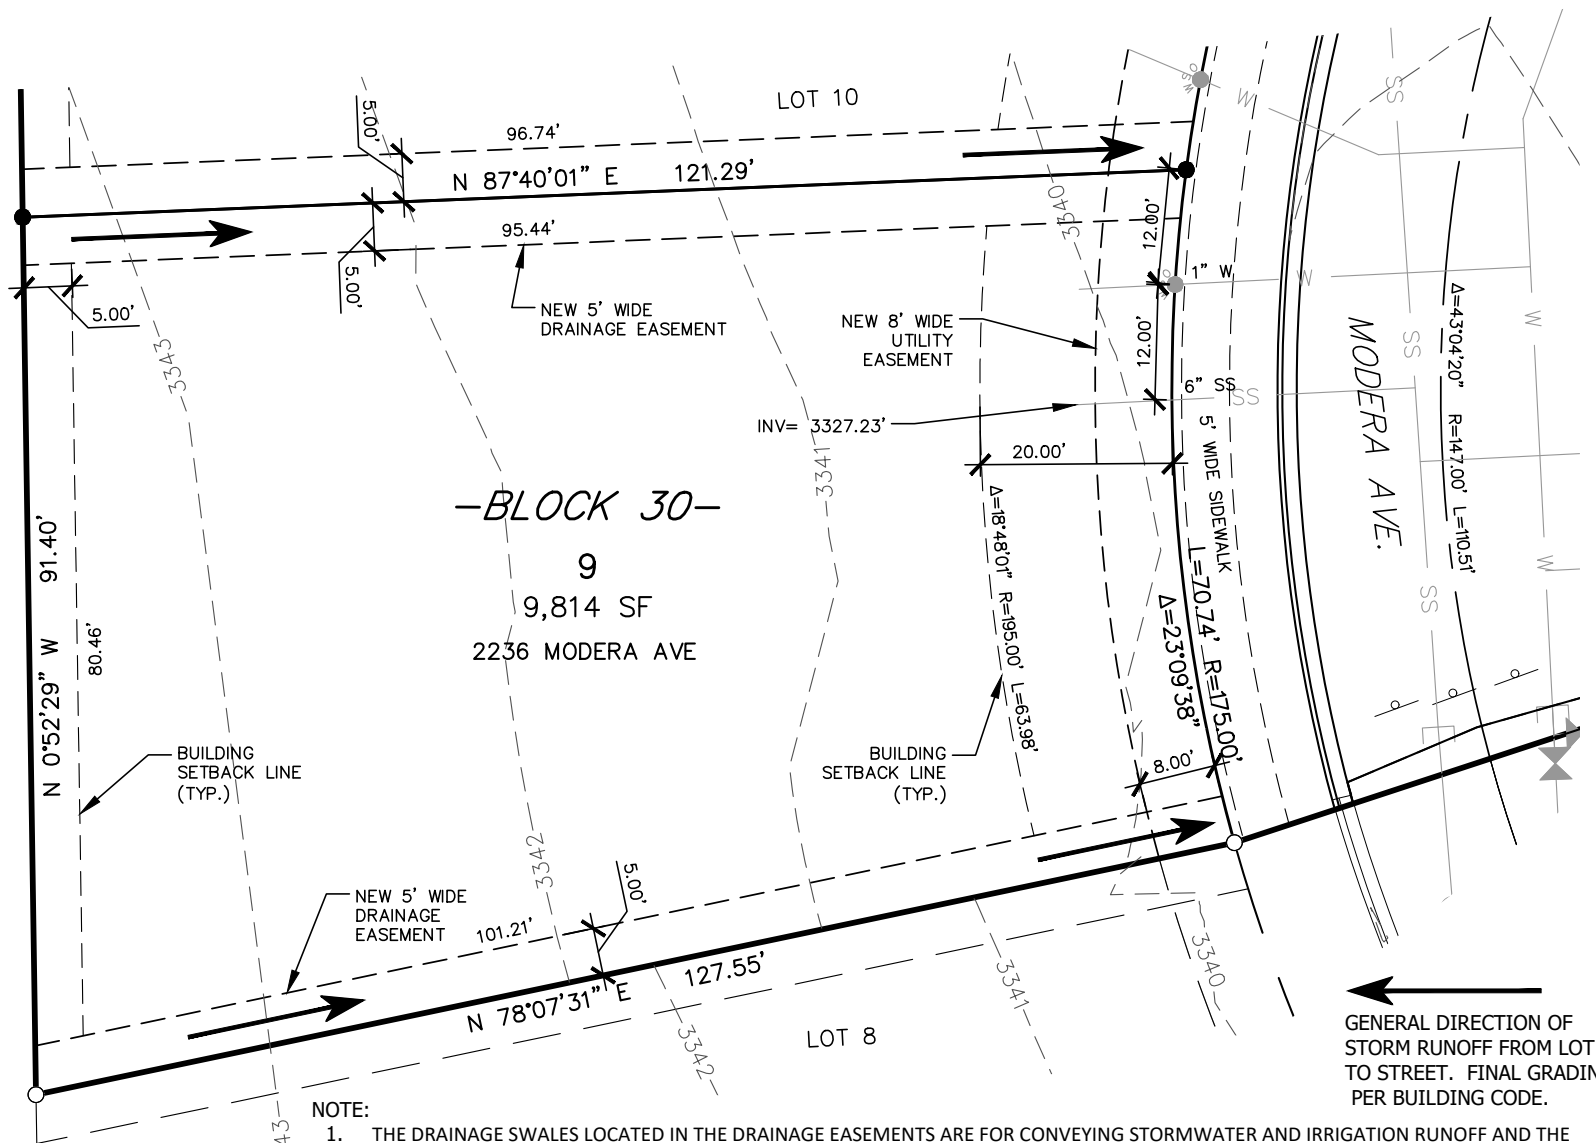 LOT 10
5.00'
96.74'
N 87°40'01" E 121.29'
95.44'
5.00'
5.00'
NEW 5' WIDE
DRAINAGE EASEMENT
NEW 8' WIDE
UTILITY
EASEMENT
INV= 3327.23'
3340
12.00'
12.00'
1" W
6" SS
W
W
W
W
SS
SS
SS
SS
WSO
20.00'
5' WIDE SIDEWALK
MODERA AVE.
Δ=43°04'20" R=147.00' L=110.51'
3343
3341
-BLOCK 30-
9
9,814 SF
2236 MODERA AVE
N 0°52'29" W 91.40'
80.46'
Δ=18°48'01" R=195.00' L=63.98'
L=70.74' R=175.00'
Δ=23°09'38"
8.00'
BUILDING
SETBACK LINE
(TYP.)
BUILDING
SETBACK LINE
(TYP.)
3342
5.00'
NEW 5' WIDE
DRAINAGE
EASEMENT
101.21'
N 78°07'31" E 127.55'
3342
3341
3340
LOT 8
43
GENERAL DIRECTION OF
STORM RUNOFF FROM LOT
TO STREET. FINAL GRADIN
PER BUILDING CODE.
NOTE:
1. THE DRAINAGE SWALES LOCATED IN THE DRAINAGE EASEMENTS ARE FOR CONVEYING STORMWATER AND IRRIGATION RUNOFF AND THE